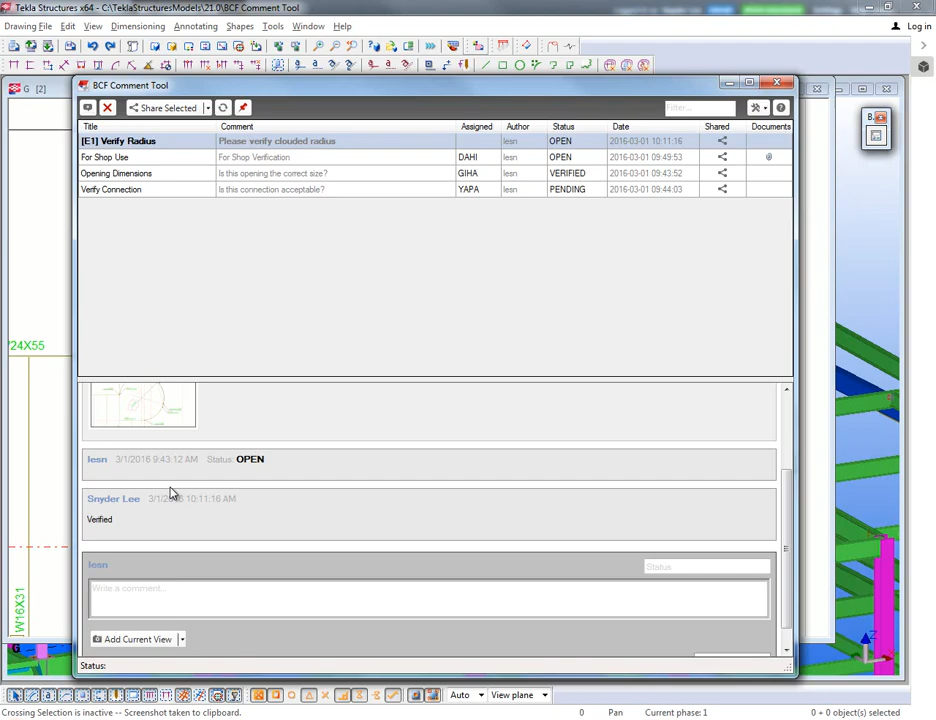 Tekla Structures x64 - C:\TeklaStructuresModels\21.0\BCF Comment Tool
Drawing File Edit View Dimensioning Annotating Shapes Tools Window Help Log in
G [2]
BCF Comment Tool
Share Selected Filter...
Title Comment Assigned Author Status Date Shared Documents
[E1] Verify Radius Please verify clouded radius lesn OPEN 2016-03-01 10:11:16
For Shop Use For Shop Verification DAHI lesn OPEN 2016-03-01 09:49:53
Opening Dimensions Is this opening the correct size? GIHA lesn VERIFIED 2016-03-01 09:43:52
Verify Connection Is this connection acceptable? YAPA lesn PENDING 2016-03-01 09:44:03
B.
V24X55
lesn 3/1/2016 9:43:12 AM Status: OPEN
Snyder Lee 3/1/2016 10:11:16 AM
Verified
lesn Status
Write a comment...
Add Current View
W16X31
G
Z
Status:
Auto View plane
Crossing Selection is inactive -- Screenshot taken to clipboard. 0 Pan Current phase: 1 0 + 0 object(s) selected